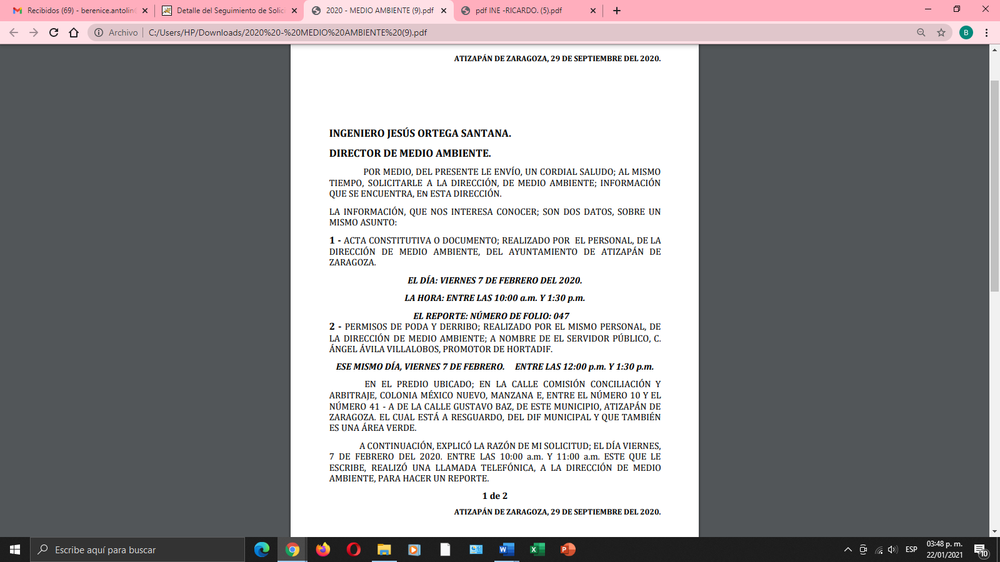 Recibidos (69) - berenice.antolin
Detalle del Seguimiento de Solici
2020 - MEDIO AMBIENTE (9).pdf
pdf INE -RICARDO. (5).pdf
Archivo
C:/Users/HP/Downloads/2020%20-%20MEDIO%20AMBIENTE%20(9).pdf
B
ATIZAPÁN DE ZARAGOZA, 29 DE SEPTIEMBRE DEL 2020.
INGENIERO JESÚS ORTEGA SANTANA.
DIRECTOR DE MEDIO AMBIENTE.
POR MEDIO, DEL PRESENTE LE ENVÍO, UN CORDIAL SALUDO; AL MISMO
TIEMPO, SOLICITARLE A LA DIRECCIÓN, DE MEDIO AMBIENTE; INFORMACIÓN
QUE SE ENCUENTRA, EN ESTA DIRECCIÓN.
LA INFORMACIÓN, QUE NOS INTERESA CONOCER; SON DOS DATOS, SOBRE UN
MISMO ASUNTO:
1 - ACTA CONSTITUTIVA O DOCUMENTO; REALIZADO POR EL PERSONAL, DE LA
DIRECCIÓN DE MEDIO AMBIENTE, DEL AYUNTAMIENTO DE ATIZAPÁN DE
ZARAGOZA.
EL DÍA: VIERNES 7 DE FEBRERO DEL 2020.
LA HORA: ENTRE LAS 10:00 a.m. Y 1:30 p.m.
EL REPORTE: NÚMERO DE FOLIO: 047
2 - PERMISOS DE PODA Y DERRIBO; REALIZADO POR EL MISMO PERSONAL, DE
LA DIRECCIÓN DE MEDIO AMBIENTE; A NOMBRE DE EL SERVIDOR PÚBLICO, C.
ÁNGEL ÁVILA VILLALOBOS, PROMOTOR DE HORTADIF.
ESE MISMO DÍA, VIERNES 7 DE FEBRERO. ENTRE LAS 12:00 p.m. Y 1:30 p.m.
EN EL PREDIO UBICADO; EN LA CALLE COMISIÓN CONCILIACIÓN Y
ARBITRAJE, COLONIA MÉXICO NUEVO, MANZANA E, ENTRE EL NÚMERO 10 Y EL
NÚMERO 41 - A DE LA CALLE GUSTAVO BAZ, DE ESTE MUNICIPIO, ATIZAPÁN DE
ZARAGOZA. EL CUAL ESTÁ A RESGUARDO, DEL DIF MUNICIPAL Y QUE TAMBIÉN
ES UNA ÁREA VERDE.
A CONTINUACIÓN, EXPLICÓ LA RAZÓN DE MI SOLICITUD; EL DÍA VIERNES,
7 DE FEBRERO DEL 2020. ENTRE LAS 10:00 a.m. Y 11:00 a.m. ESTE QUE LE
ESCRIBE, REALIZÓ UNA LLAMADA TELEFÓNICA, A LA DIRECCIÓN DE MEDIO
AMBIENTE, PARA HACER UN REPORTE.
1 de 2
ATIZAPÁN DE ZARAGOZA, 29 DE SEPTIEMBRE DEL 2020.
Escribe aquí para buscar
ESP
03:48 p. m.
22/01/2021
10